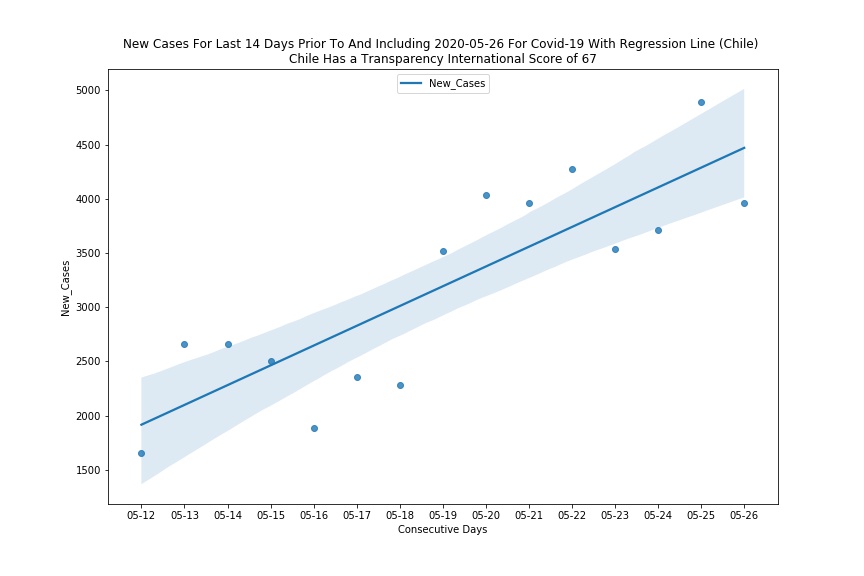 New Cases For Last 14 Days Prior To And Including 2020-05-26 For Covid-19 With Regression Line (Chile)
Chile Has a Transparency International Score of 67
New_Cases
5000
4500
4000
3500
3000
2500
2000
1500
New_Cases
05-12 05-13 05-14 05-15 05-16 05-17 05-18 05-19 05-20 05-21 05-22 05-23 05-24 05-25 05-26
Consecutive Days